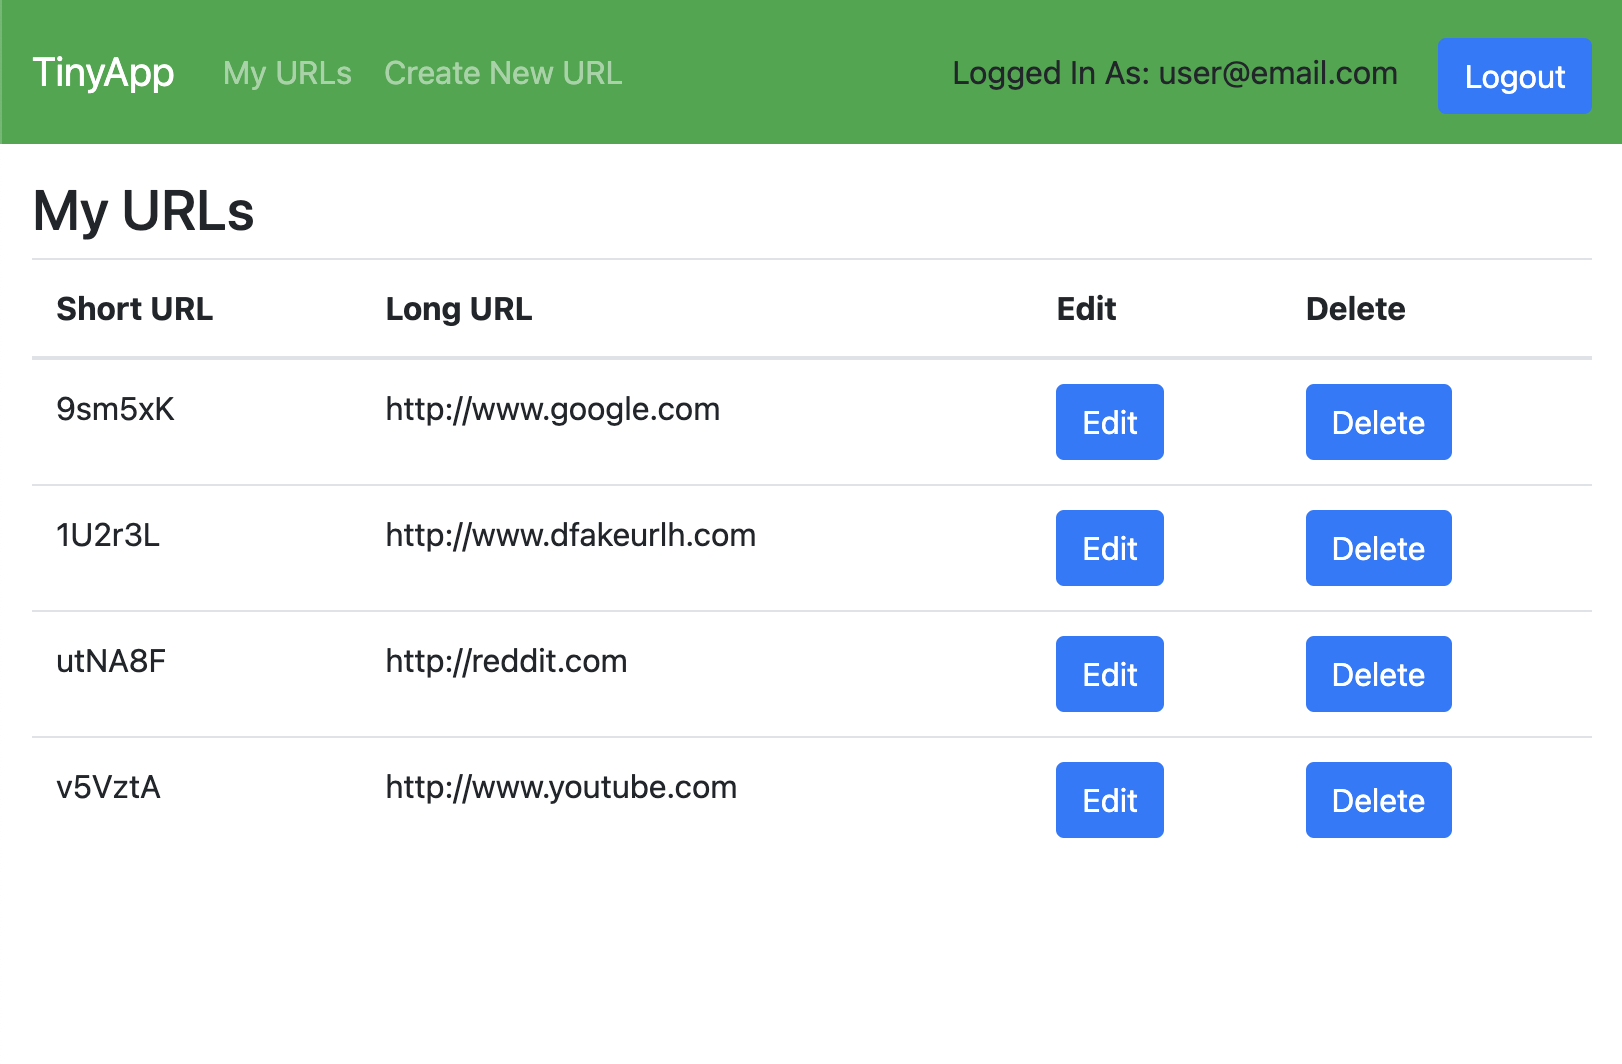 TinyApp My URLs Create New URL Logged In As: user@email.com Logout
My URLs
Short URL Long URL Edit Delete
9sm5xK http://www.google.com Edit Delete
1U2r3L http://www.dfakeurlh.com Edit Delete
utNA8F http://reddit.com Edit Delete
v5VztA http://www.youtube.com Edit Delete